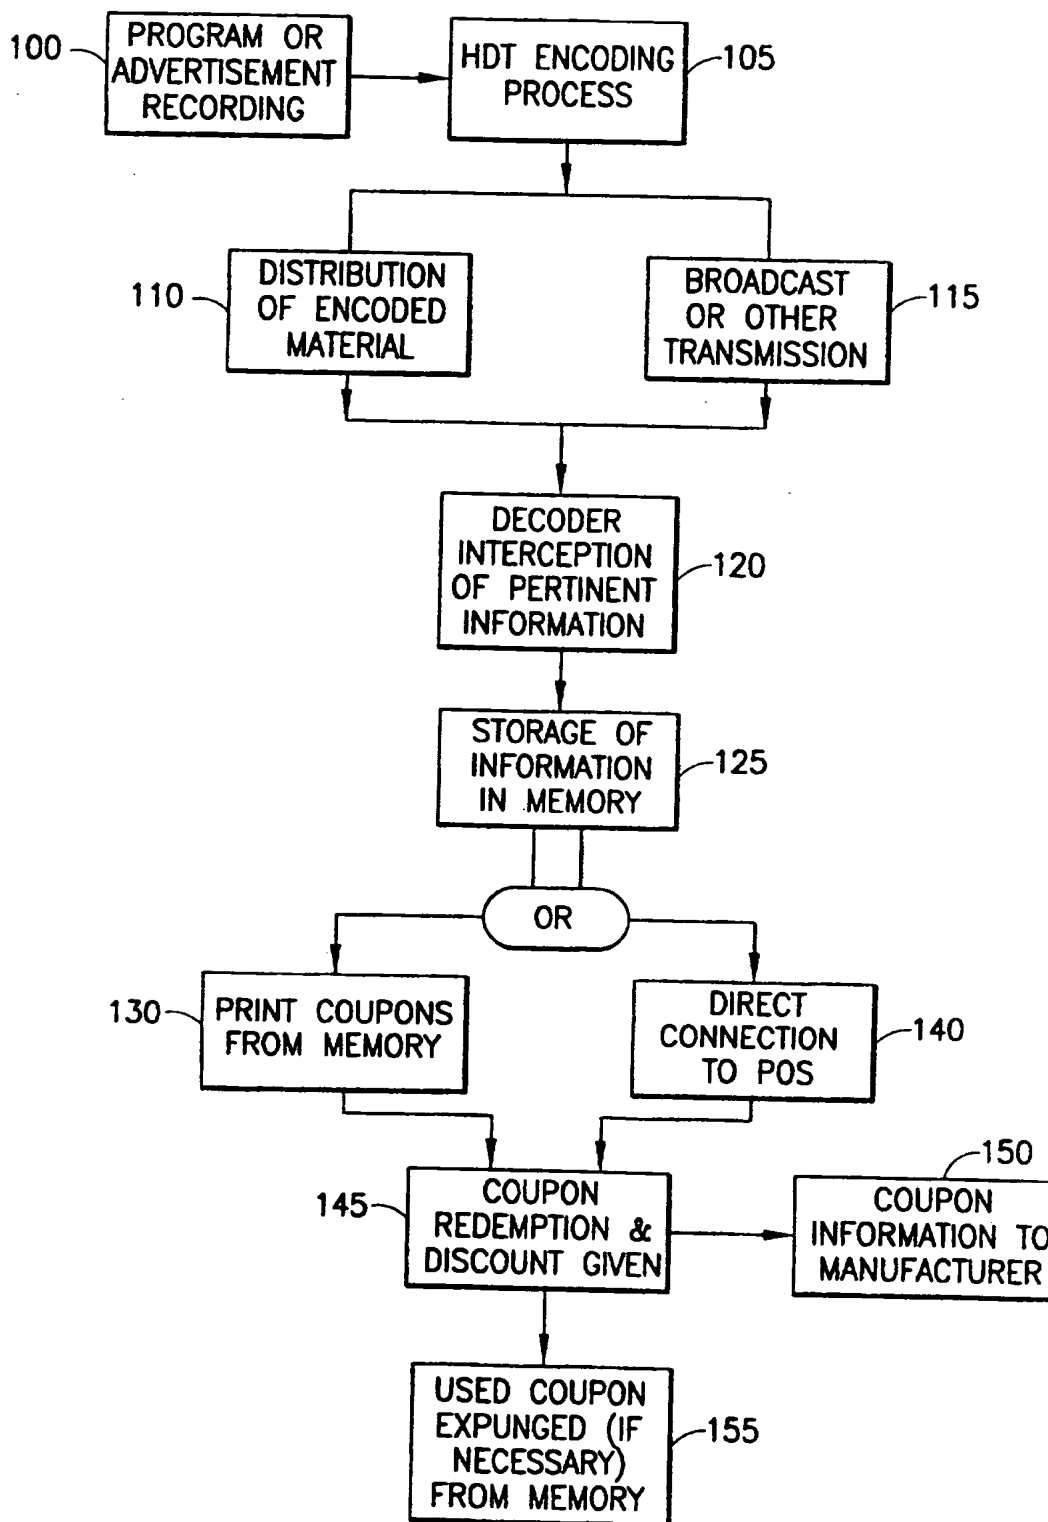 100
PROGRAM OR
ADVERTISEMENT
RECORDING
HDT ENCODING
PROCESS
105
110
DISTRIBUTION
OF ENCODED
MATERIAL
BROADCAST
OR OTHER
TRANSMISSION
115
DECODER
INTERCEPTION
OF PERTINENT
INFORMATION
120
STORAGE OF
INFORMATION
IN MEMORY
125
OR
130
PRINT COUPONS
FROM MEMORY
DIRECT
CONNECTION
TO POS
140
145
COUPON
REDEMPTION &
DISCOUNT GIVEN
150
COUPON
INFORMATION TO
MANUFACTURER
USED COUPON
EXPUNGED (IF
NECESSARY)
FROM MEMORY
155